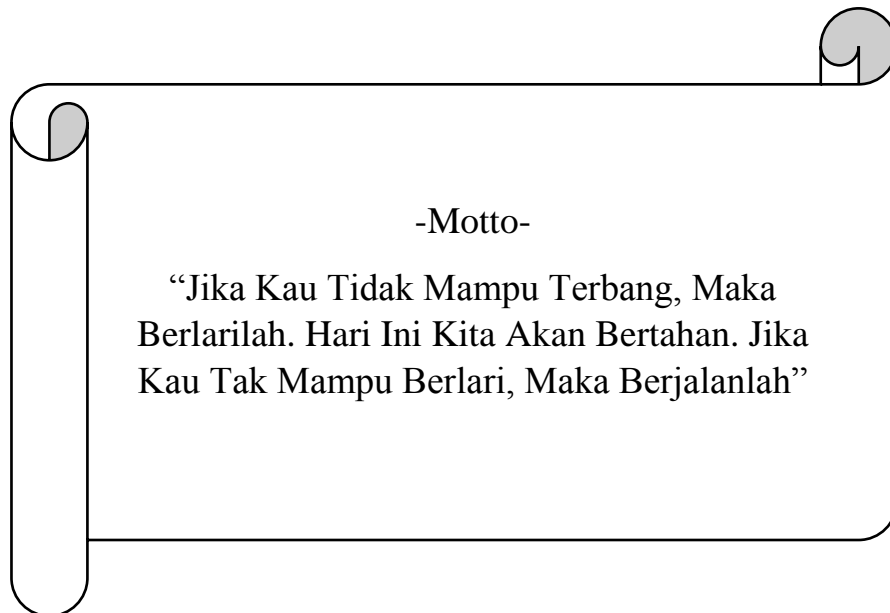 -Motto-
“Jika Kau Tidak Mampu Terbang, Maka
Berlarilah. Hari Ini Kita Akan Bertahan. Jika
Kau Tak Mampu Berlari, Maka Berjalanlah”